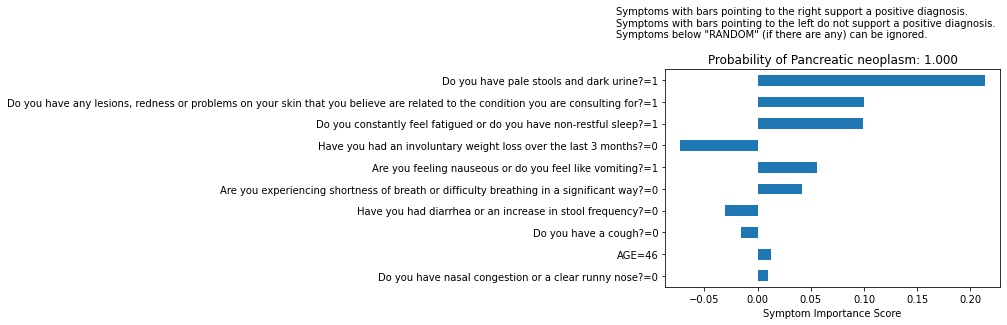 Symptoms with bars pointing to the right support a positive diagnosis.
Symptoms with bars pointing to the left do not support a positive diagnosis.
Symptoms below "RANDOM" (if there are any) can be ignored.
Probability of Pancreatic neoplasm: 1.000
Do you have pale stools and dark urine?=1
Do you have any lesions, redness or problems on your skin that you believe are related to the condition you are consulting for?=1
Do you constantly feel fatigued or do you have non-restful sleep?=1
Have you had an involuntary weight loss over the last 3 months?=0
Are you feeling nauseous or do you feel like vomiting?=1
Are you experiencing shortness of breath or difficulty breathing in a significant way?=0
Have you had diarrhea or an increase in stool frequency?=0
Do you have a cough?=0
AGE=46
Do you have nasal congestion or a clear runny nose?=0
−0.05 0.00 0.05 0.10 0.15 0.20
Symptom Importance Score